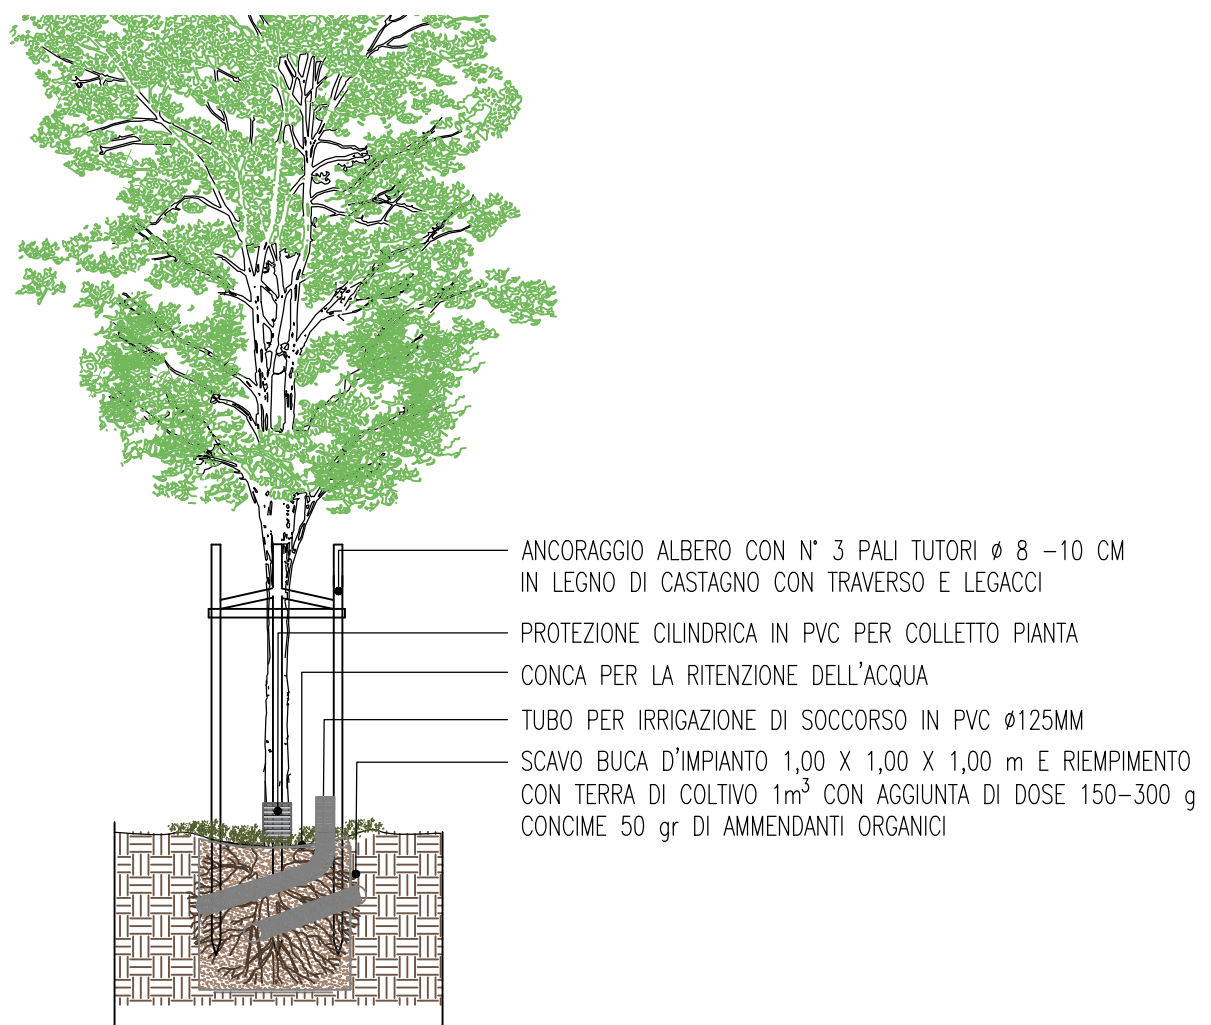 ANCORAGGIO ALBERO CON N° 3 PALI TUTORI ø 8 -10 CM
IN LEGNO DI CASTAGNO CON TRAVERSO E LEGACCI
PROTEZIONE CILINDRICA IN PVC PER COLLETTO PIANTA
CONCA PER LA RITENZIONE DELL'ACQUA
TUBO PER IRRIGAZIONE DI SOCCORSO IN PVC ø125MM
SCAVO BUCA D'IMPIANTO 1,00 X 1,00 X 1,00 m E RIEMPIMENTO
CON TERRA DI COLTIVO 1m³ CON AGGIUNTA DI DOSE 150-300 g
CONCIME 50 gr DI AMMENDANTI ORGANICI